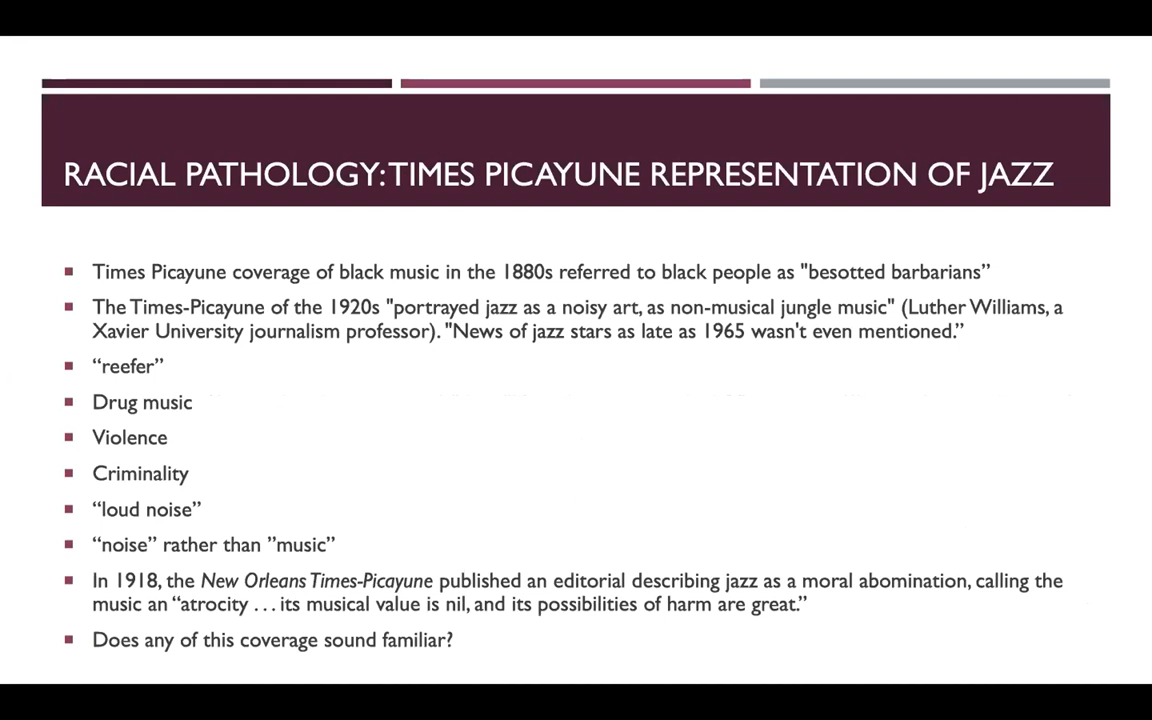 RACIAL PATHOLOGY: TIMES PICAYUNE REPRESENTATION OF JAZZ
Times Picayune coverage of black music in the 1880s referred to black people as "besotted barbarians”
The Times-Picayune of the 1920s "portrayed jazz as a noisy art, as non-musical jungle music" (Luther Williams, a
Xavier University journalism professor). "News of jazz stars as late as 1965 wasn't even mentioned.”
“reefer”
Drug music
Violence
Criminality
“loud noise”
“noise” rather than ”music”
In 1918, the New Orleans Times-Picayune published an editorial describing jazz as a moral abomination, calling the
music an “atrocity . . . its musical value is nil, and its possibilities of harm are great.”
Does any of this coverage sound familiar?